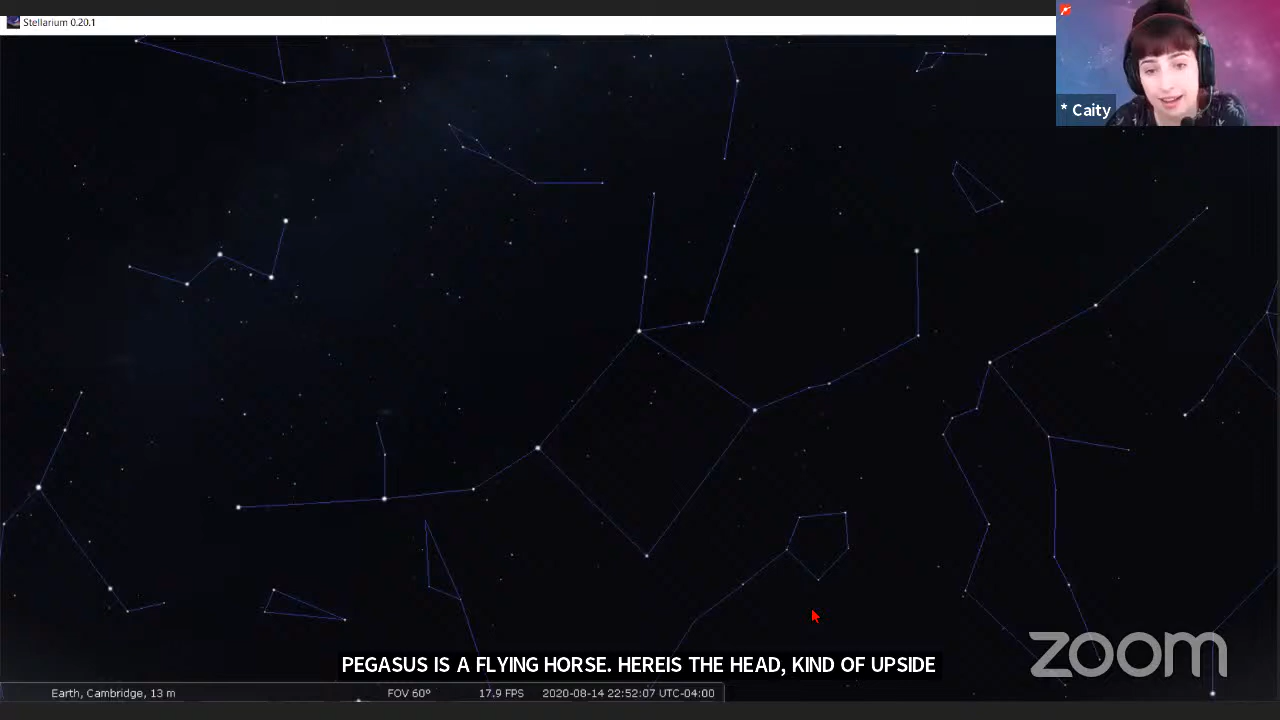 Stellarium 0.20.1
* Caity
PEGASUS IS A FLYING HORSE. HEREIS THE HEAD, KIND OF UPSIDE
zoom
Earth, Cambridge, 13 m FOV 60° 17.9 FPS 2020-08-14 22:52:07 UTC-04:00